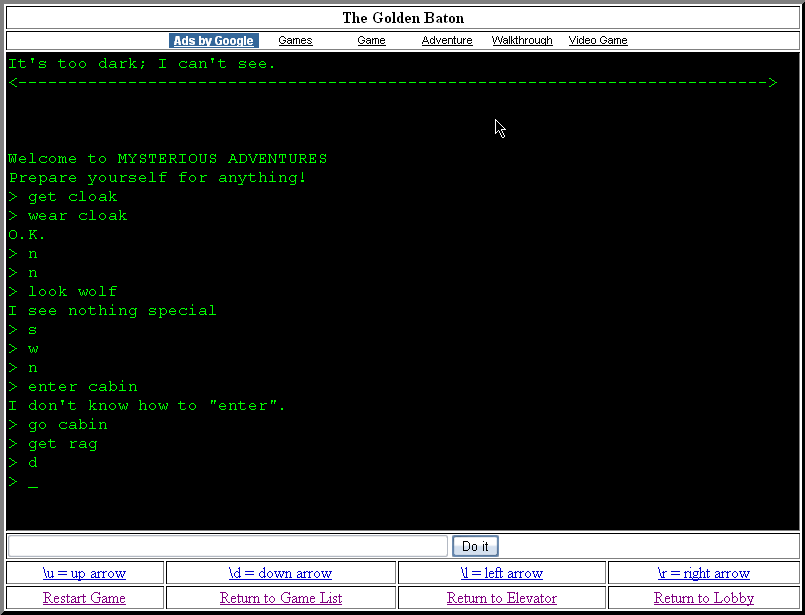 The Golden Baton
Ads by Google Games Game Adventure Walkthrough Video Game
It's too dark; I can't see.
<--------------------------------------------------------------------------->
Welcome to MYSTERIOUS ADVENTURES
Prepare yourself for anything!
> get cloak
> wear cloak
O.K.
> n
> n
> look wolf
I see nothing special
> s
> w
> n
> enter cabin
I don't know how to "enter".
> go cabin
> get rag
> d
> _
Do it
\u = up arrow \d = down arrow \l = left arrow \r = right arrow
Restart Game Return to Game List Return to Elevator Return to Lobby